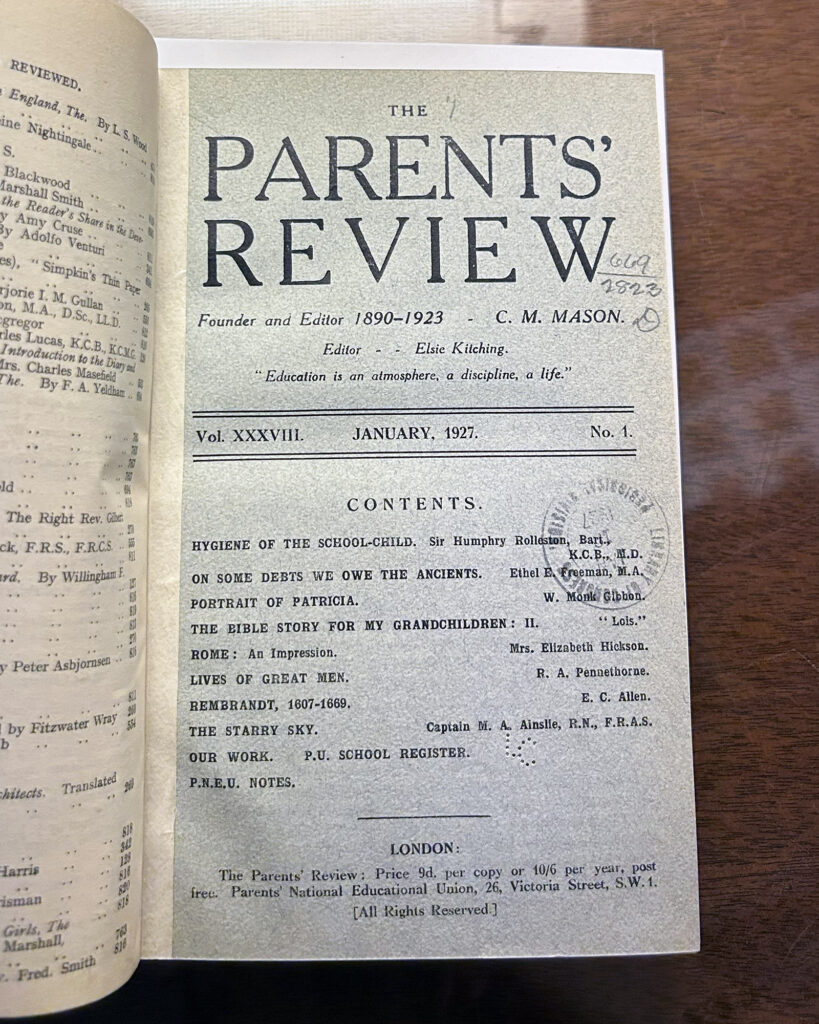 REVIEWED.
England, The. By L. S. Wood
Nightingale
S.
Blackwood
Marshall Smith
the Reader's Share in the
Amy Cruse
By Adolfo Venturi
"Simpkin's Thin Paper
Marjorie I. M. Gullan
M.A., D.Sc., LL.D.
Charles Lucas, K.C.B., K.C.M.G.
Introduction to the Diary and
Mrs. Charles Masefield
The. By F. A. Yeldham
The Right Rev.
F.R.S., F.R.C.S.
By Willingham F.
Peter Asbjornsen
by Fitzwater Wray
Translated
Harris
Girls, The
Marshall,
Fred. Smith
THE
PARENTS'
REVIEW
669
2823
Founder and Editor 1890–1923 - C. M. MASON.
Editor - - Elsie Kitching.
"Education is an atmosphere, a discipline, a life."
Vol. XXXVIII. JANUARY, 1927. No. 1.
CONTENTS.
HYGIENE OF THE SCHOOL-CHILD. Sir Humphry Rolleston, Bart.,
K.C.B., M.D.
ON SOME DEBTS WE OWE THE ANCIENTS. Ethel E. Freeman, M.A.
PORTRAIT OF PATRICIA. W. Monk Gibbon.
THE BIBLE STORY FOR MY GRANDCHILDREN: II. "Lois."
ROME: An Impression. Mrs. Elizabeth Hickson.
LIVES OF GREAT MEN. R. A. Pennethorne.
REMBRANDT, 1607-1669. E. C. Allen.
THE STARRY SKY. Captain M. A. Ainslie, R.N., F.R.A.S.
OUR WORK. P.U. SCHOOL REGISTER.
P.N.E.U. NOTES.
LONDON:
The Parents' Review: Price 9d. per copy or 10/6 per year, post
free. Parents' National Educational Union, 26, Victoria Street, S.W. 1.
[All Rights Reserved.]